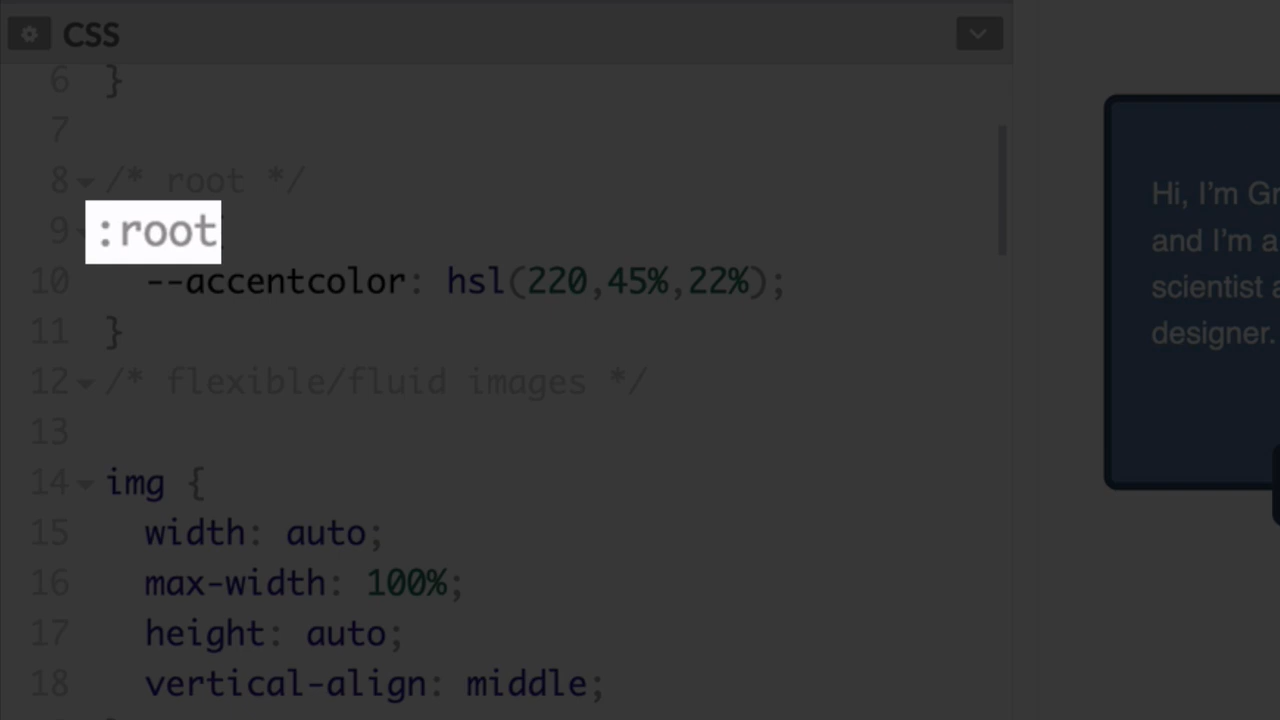 CSS
6 }
7
8 /* root */
9 :root
10 --accentcolor: hsl(220,45%,22%);
11 }
12 /* flexible/fluid images */
13
14 img {
15 width: auto;
16 max-width: 100%;
17 height: auto;
18 vertical-align: middle;
Hi, I’m Gr
and I’m a
scientist a
designer.